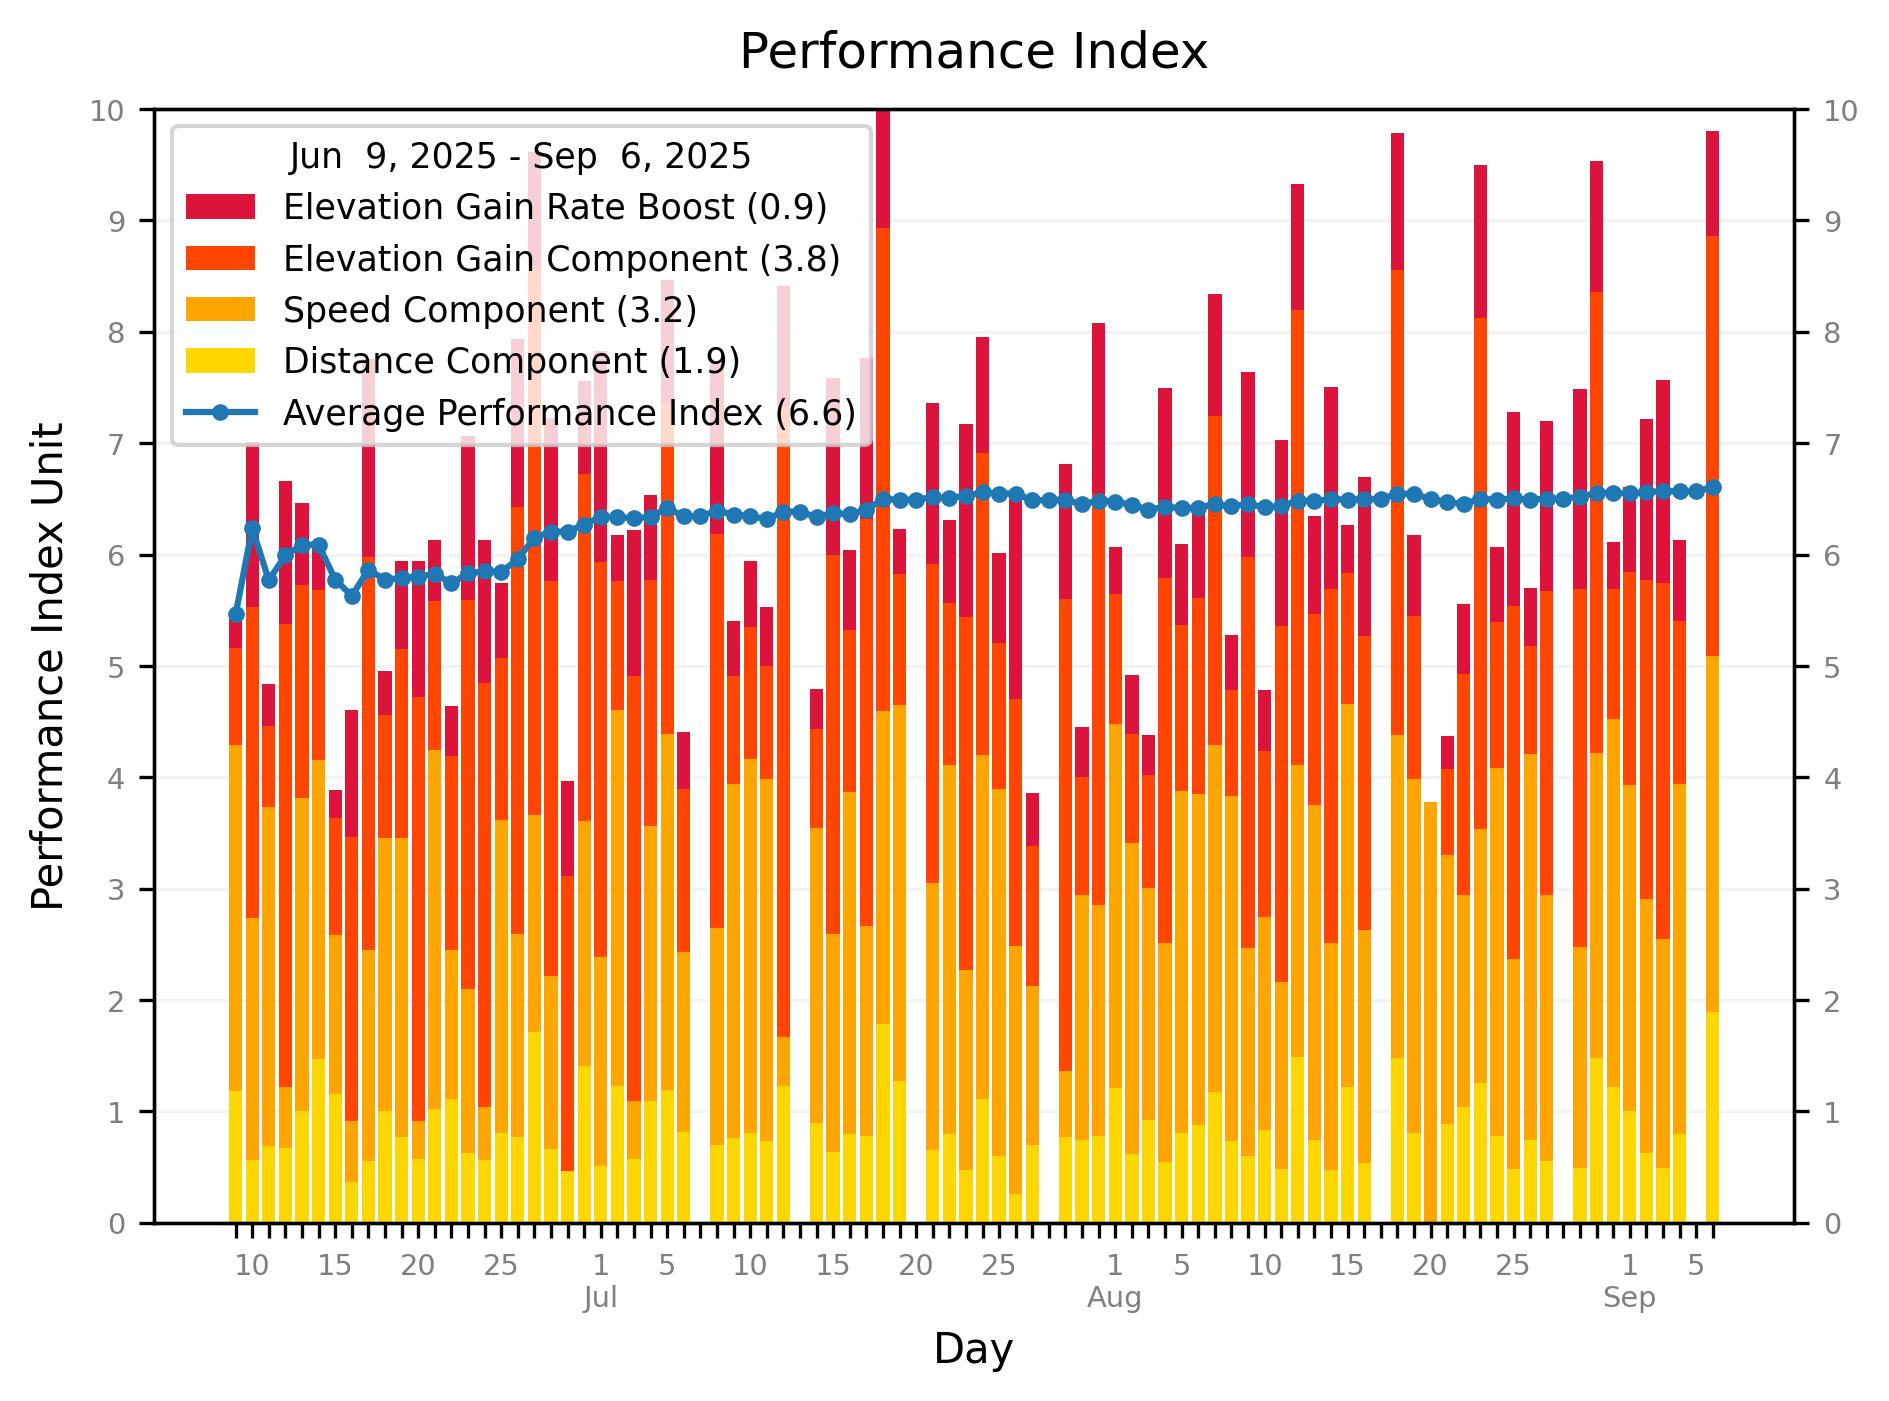 Performance Index
10
9
8
7
6
5
4
3
2
1
0
10
9
8
7
6
5
4
3
2
1
0
Performance Index Unit
Jun  9, 2025 - Sep  6, 2025
Elevation Gain Rate Boost (0.9)
Elevation Gain Component (3.8)
Speed Component (3.2)
Distance Component (1.9)
Average Performance Index (6.6)
10 15 20 25 1 5 10 15 20 25 1 5 10 15 20 25 1 5
Jul Aug Sep
Day